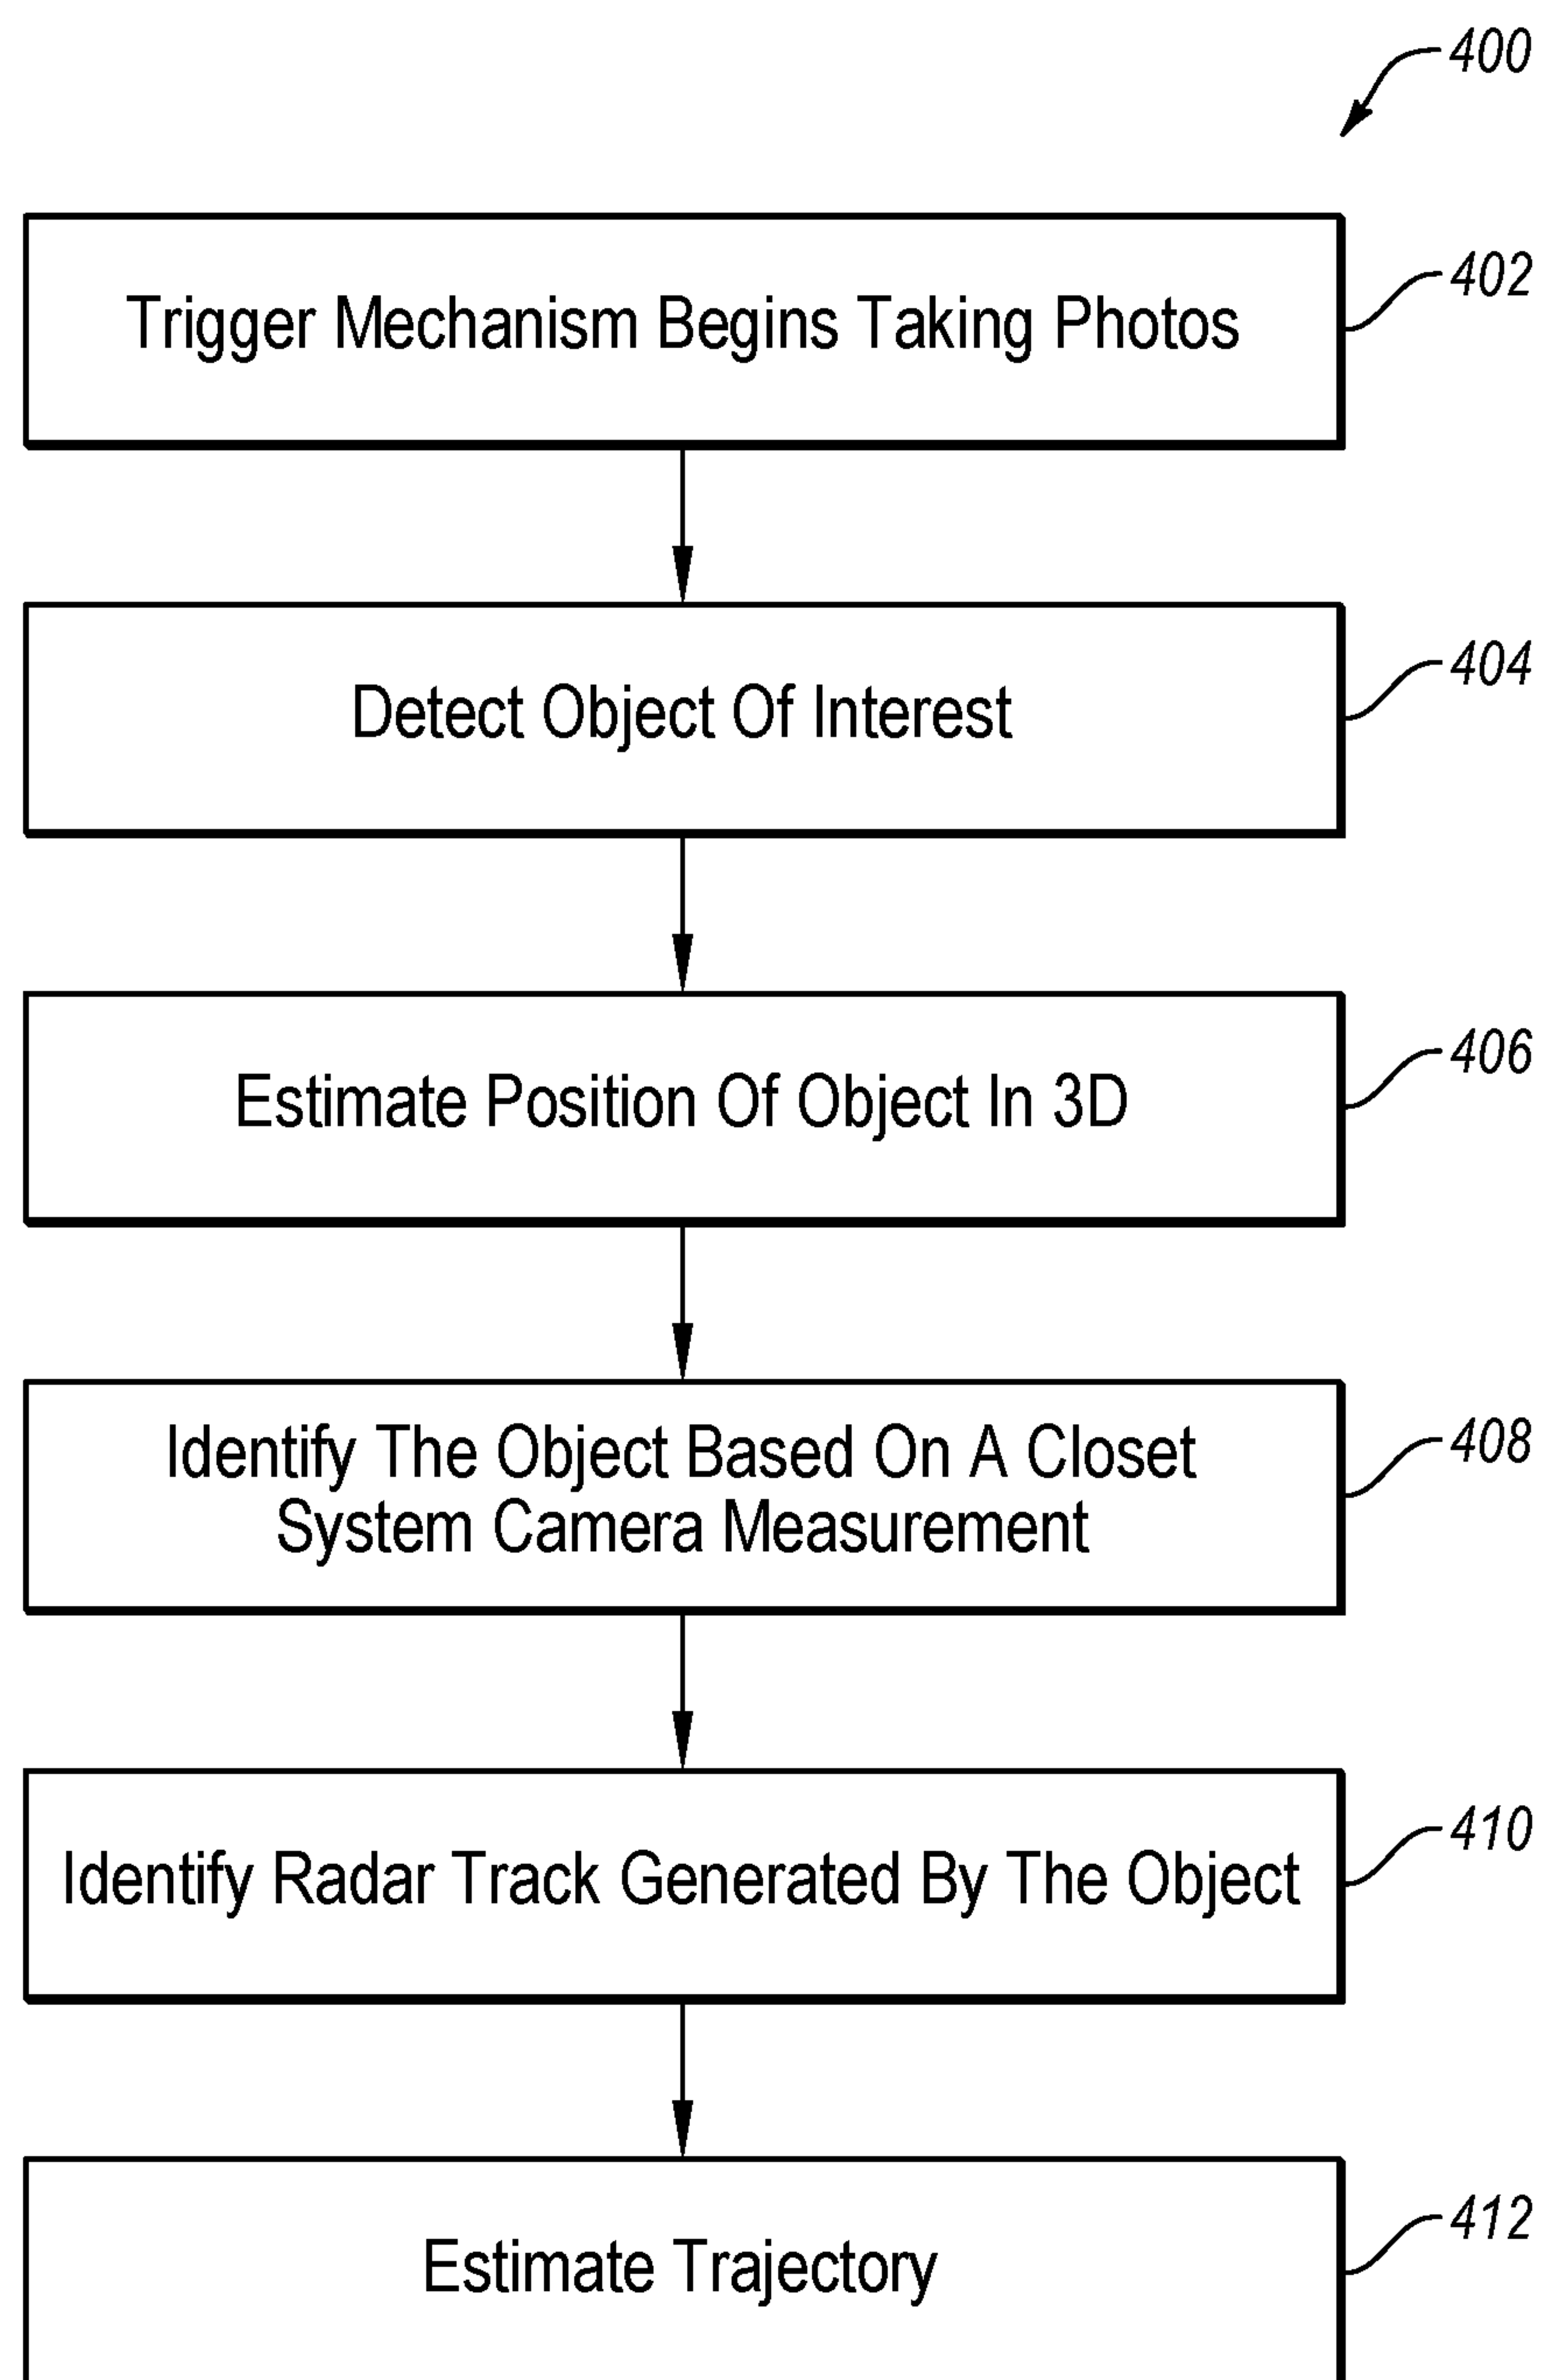 400
Trigger Mechanism Begins Taking Photos
402
Detect Object Of Interest
404
Estimate Position Of Object In 3D
406
Identify The Object Based On A Closet
System Camera Measurement
408
Identify Radar Track Generated By The Object
410
Estimate Trajectory
412